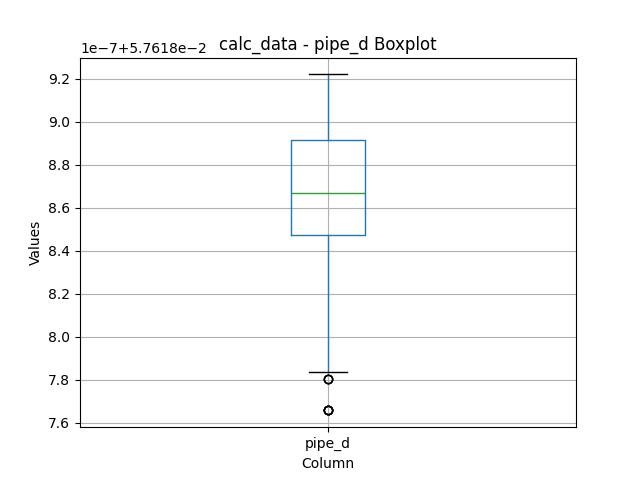 1e−7+5.7618e−2
calc_data - pipe_d Boxplot
9.2
9.0
8.8
8.6
8.4
8.2
8.0
7.8
7.6
Values
pipe_d
Column